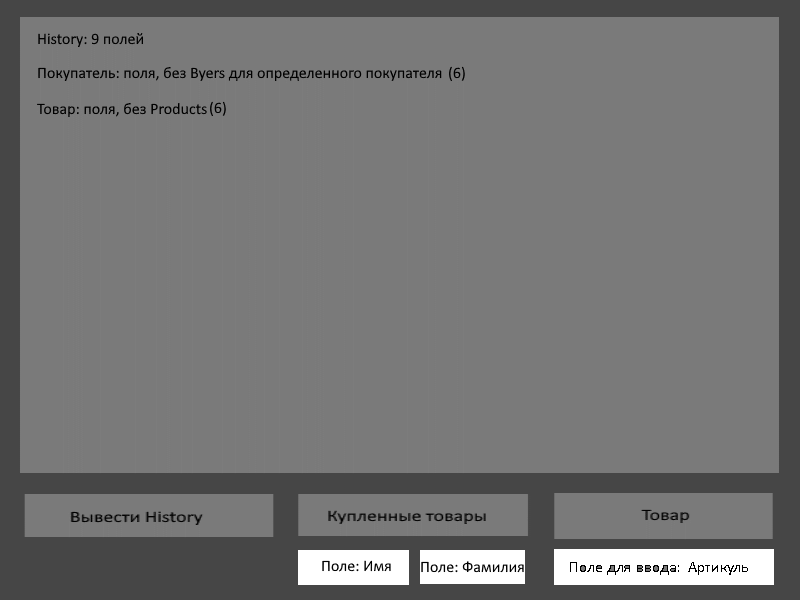 History: 9 полей
Покупатель: поля, без Byers для определенного покупателя (6)
Товар: поля, без Products (6)
Вывести History
Купленные товары
Товар
Поле: Имя
Поле: Фамилия
Поле для ввода: Артикуль